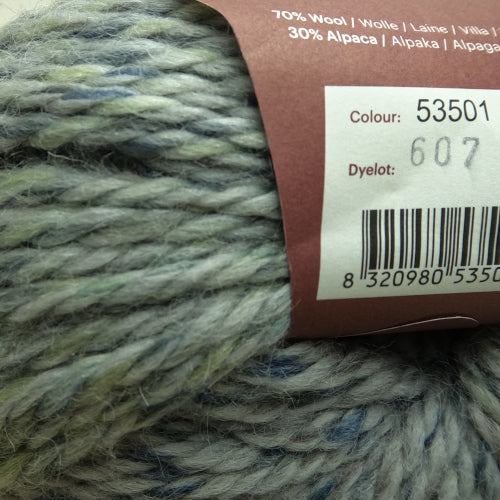 70% Wool / Wolle / Laine / Villa /
30% Alpaca / Alpaka / Alpaga
Colour: 53501
Dyelot: 607
8 320980 5350